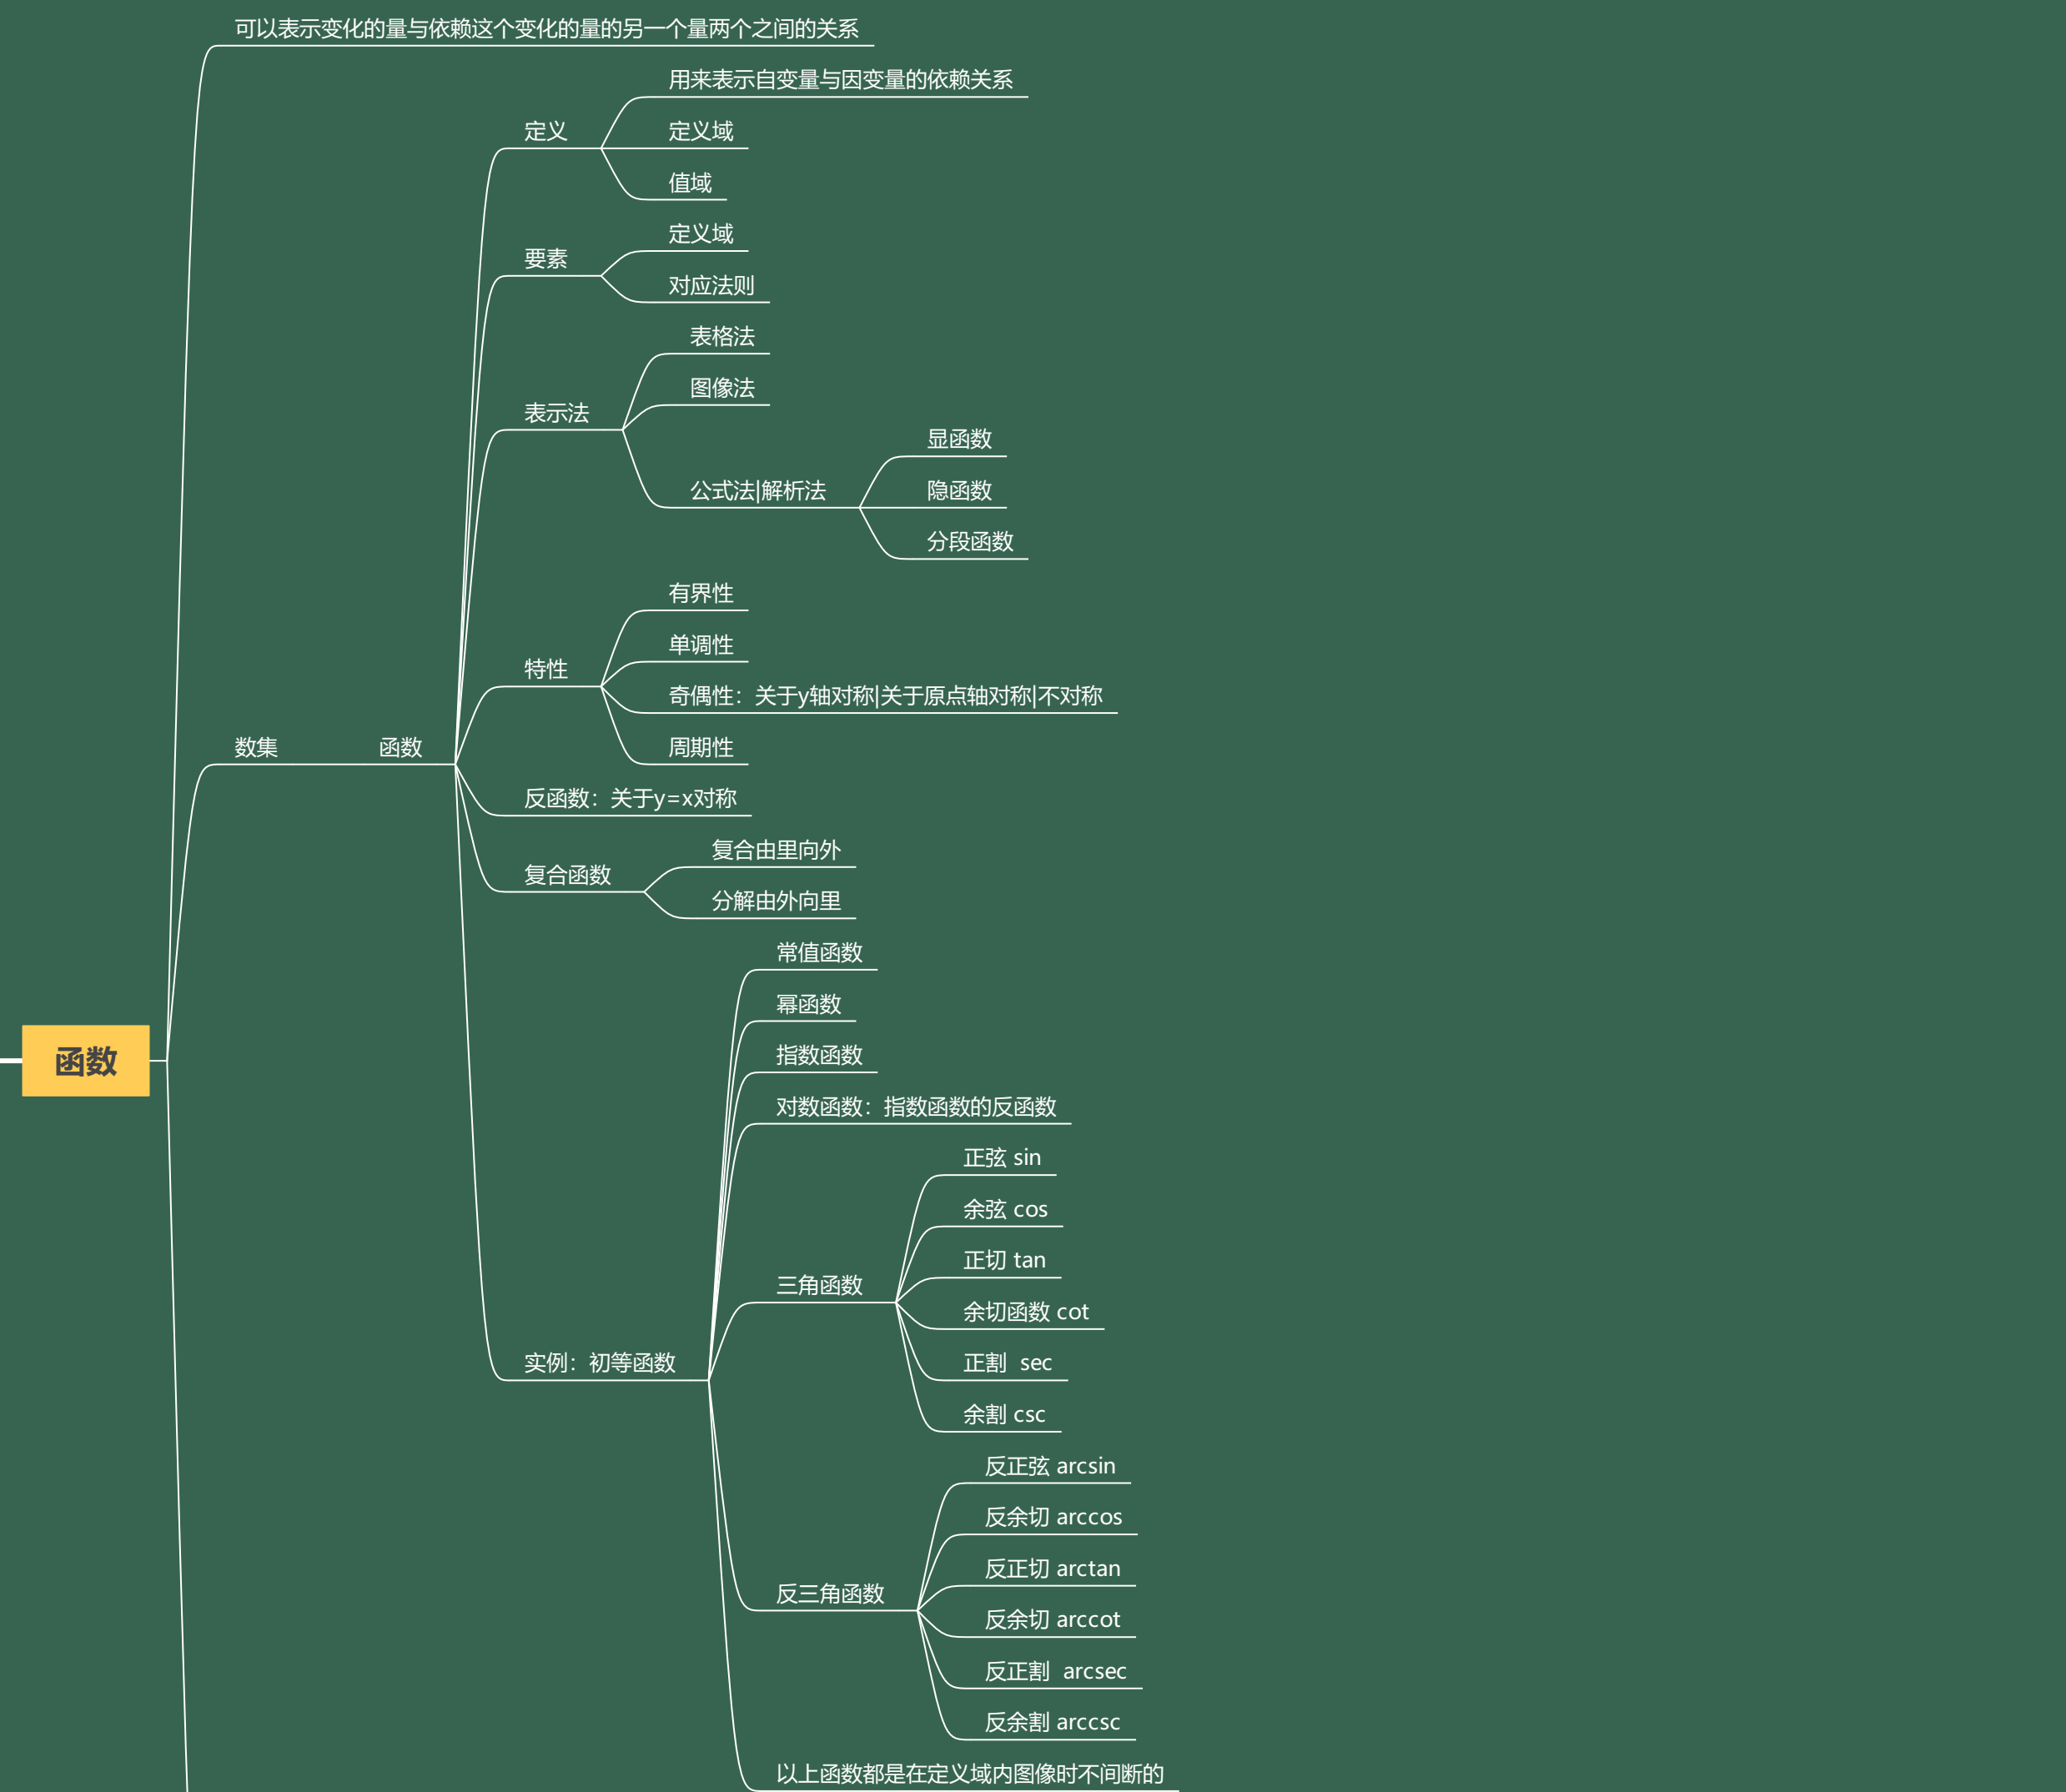 可以表示变化的量与依赖这个变化的量的另一个量两个之间的关系
用来表示自变量与因变量的依赖关系
定义
定义域
值域
定义域
要素
对应法则
表格法
图像法
表示法
显函数
公式法|解析法
隐函数
分段函数
有界性
单调性
特性
奇偶性：关于y轴对称|关于原点轴对称|不对称
数集
函数
周期性
反函数：关于y=x对称
复合由里向外
复合函数
分解由外向里
常值函数
幂函数
函数
指数函数
对数函数：指数函数的反函数
正弦 sin
余弦 cos
正切 tan
三角函数
余切函数 cot
实例：初等函数
正割  sec
余割 csc
反正弦 arcsin
反余切 arccos
反正切 arctan
反三角函数
反余切 arccot
反正割  arcsec
反余割 arccsc
以上函数都是在定义域内图像时不间断的